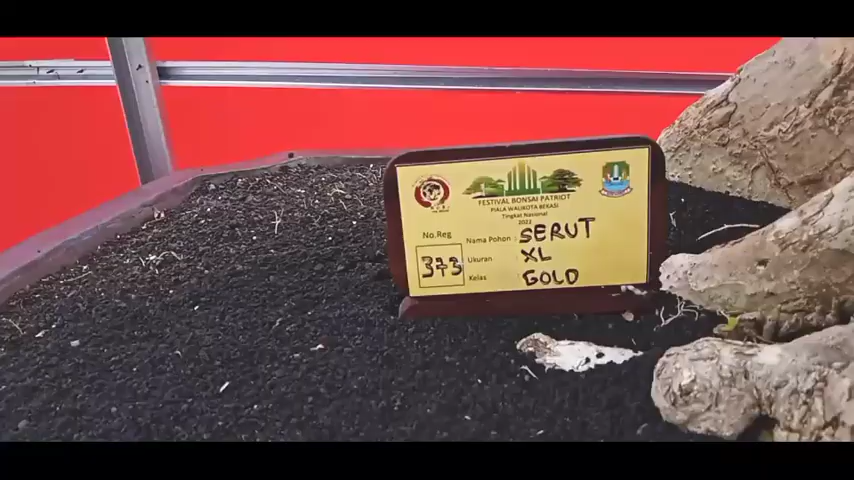 FESTIVAL BONSAI PATRIOT
PIALA WALIKOTA BEKASI
Tingkat Nasional
2022
No.Reg
373
Nama Pohon : SERUT
Ukuran : XL
Kelas : GOLD